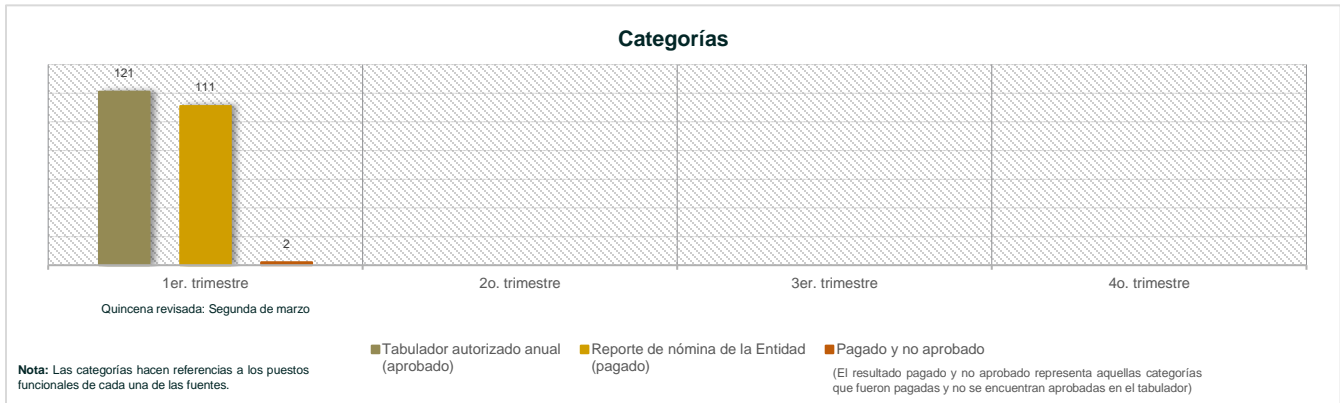 Categorías
121
111
2
1er. trimestre
2o. trimestre
3er. trimestre
4o. trimestre
Quincena revisada: Segunda de marzo
Tabulador autorizado anual
(aprobado)
Reporte de nómina de la Entidad
(pagado)
Pagado y no aprobado
(El resultado pagado y no aprobado representa aquellas categorías
que fueron pagadas y no se encuentran aprobadas en el tabulador)
Nota: Las categorías hacen referencias a los puestos
funcionales de cada una de las fuentes.